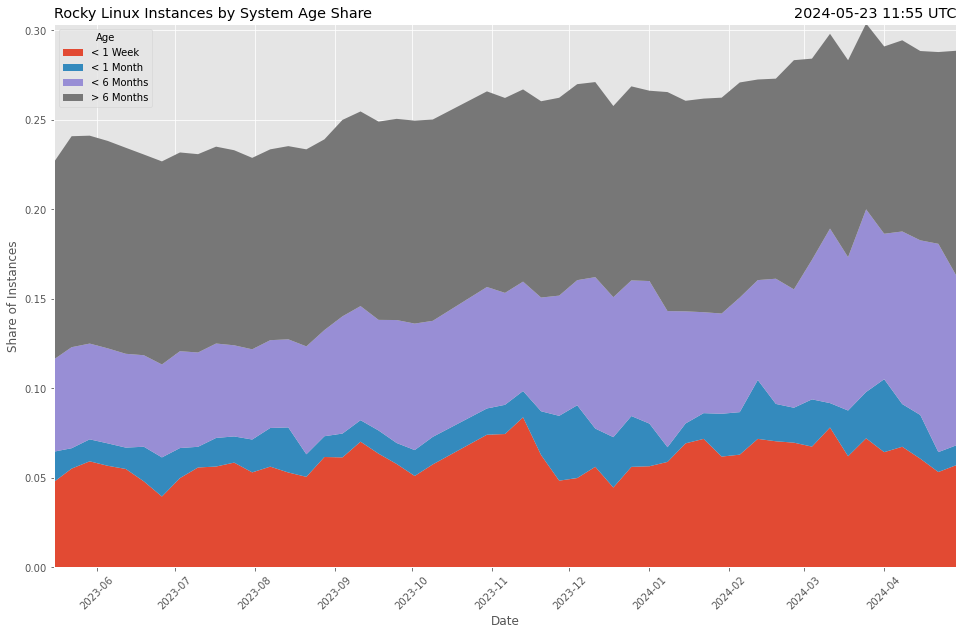 Rocky Linux Instances by System Age Share
2024-05-23 11:55 UTC
Age
< 1 Week
< 1 Month
< 6 Months
> 6 Months
Share of Instances
0.30
0.25
0.20
0.15
0.10
0.05
0.00
2023-06
2023-07
2023-08
2023-09
2023-10
2023-11
2023-12
2024-01
2024-02
2024-03
2024-04
Date